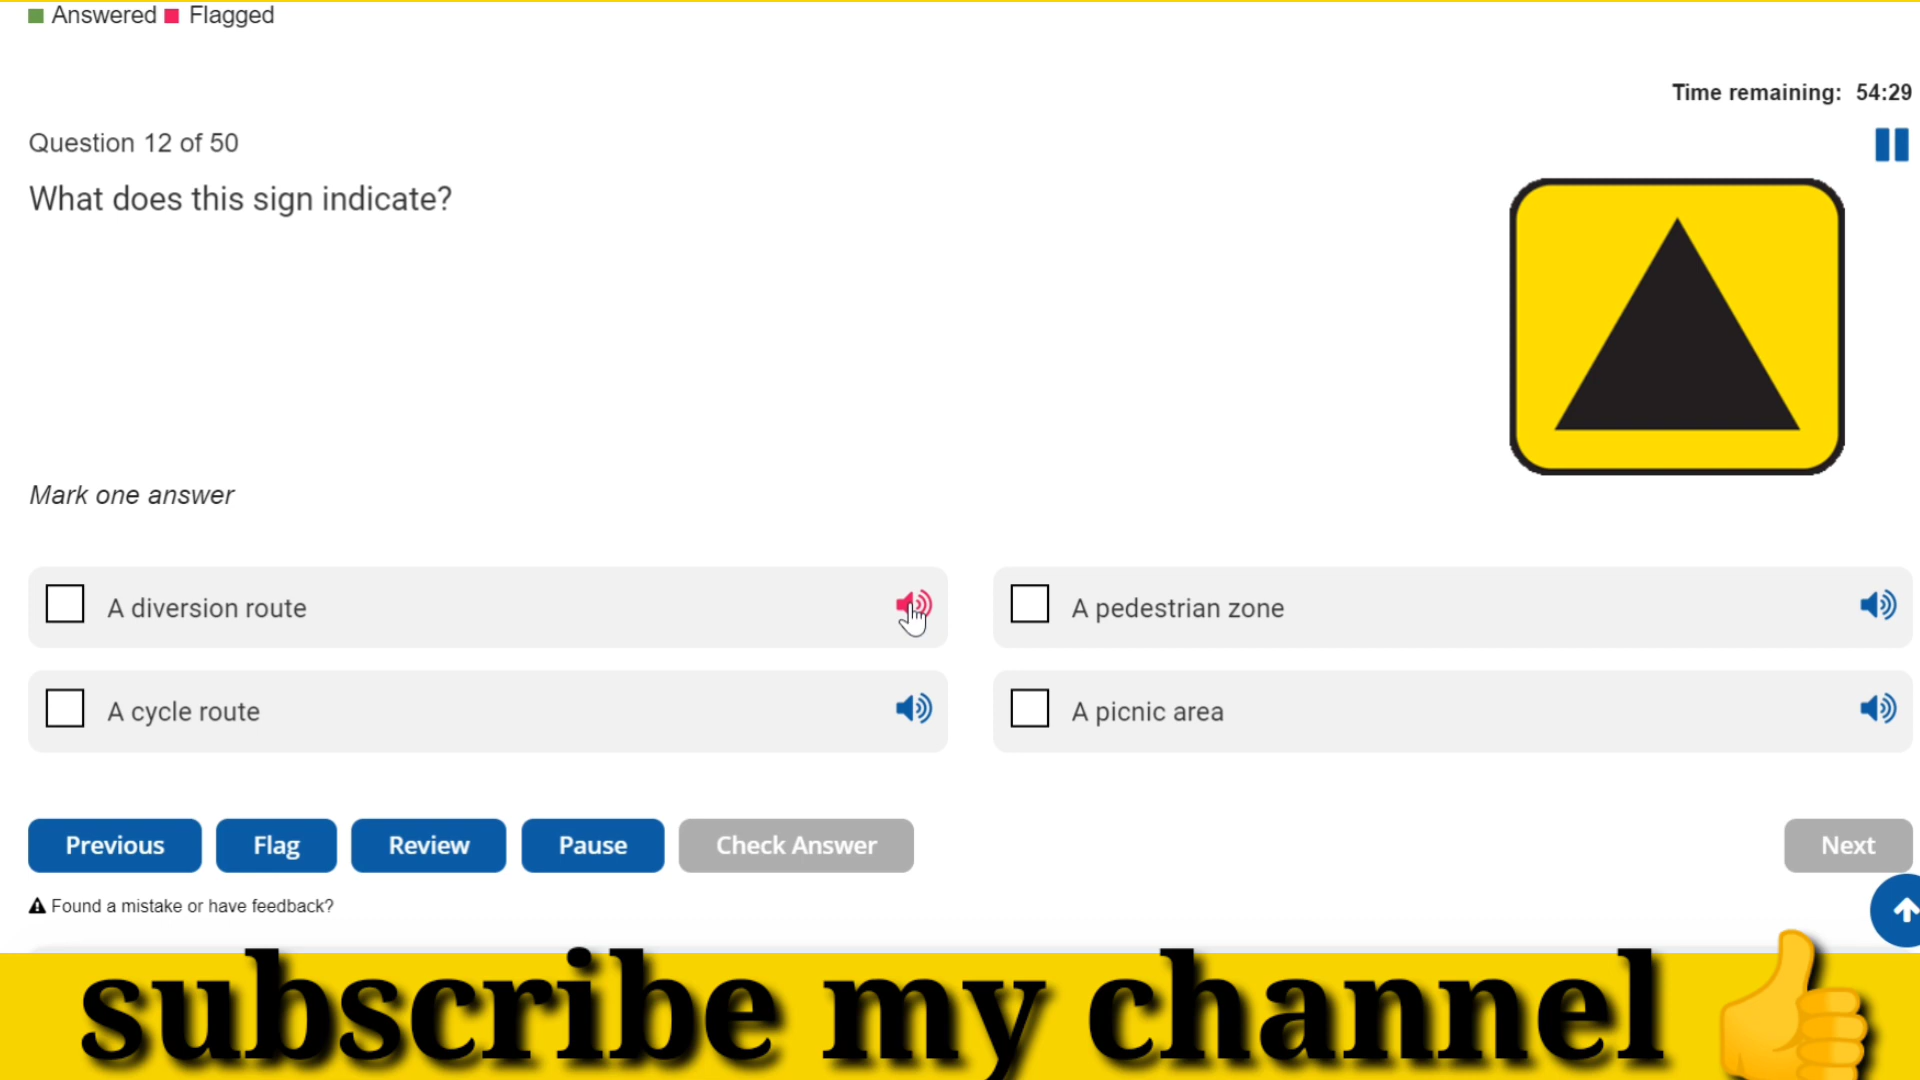 Answered Flagged
Time remaining: 54:29
Question 12 of 50
What does this sign indicate?
Mark one answer
A diversion route
A pedestrian zone
A cycle route
A picnic area
Previous Flag Review Pause Check Answer Next
Found a mistake or have feedback?
subscribe my channel